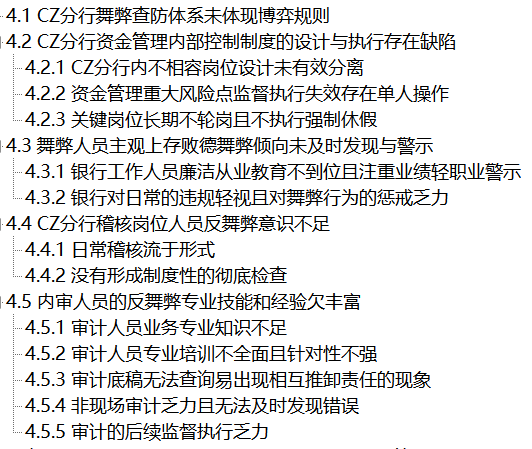 4.1 CZ分行舞弊查防体系未体现博弈规则
4.2 CZ分行资金管理内部控制制度的设计与执行存在缺陷
4.2.1 CZ分行内不相容岗位设计未有效分离
4.2.2 资金管理重大风险点监督执行失效存在单人操作
4.2.3 关键岗位长期不轮岗且不执行强制休假
4.3 舞弊人员主观上存败德舞弊倾向未及时发现与警示
4.3.1 银行工作人员廉洁从业教育不到位且注重业绩轻职业警示
4.3.2 银行对日常的违规轻视且对舞弊行为的惩戒乏力
4.4 CZ分行稽核岗位人员反舞弊意识不足
4.4.1 日常稽核流于形式
4.4.2 没有形成制度性的彻底检查
4.5 内审人员的反舞弊专业技能和经验欠丰富
4.5.1 审计人员业务专业知识不足
4.5.2 审计人员专业培训不全面且针对性不强
4.5.3 审计底稿无法查询易出现相互推卸责任的现象
4.5.4 非现场审计乏力且无法及时发现错误
4.5.5 审计的后续监督执行乏力